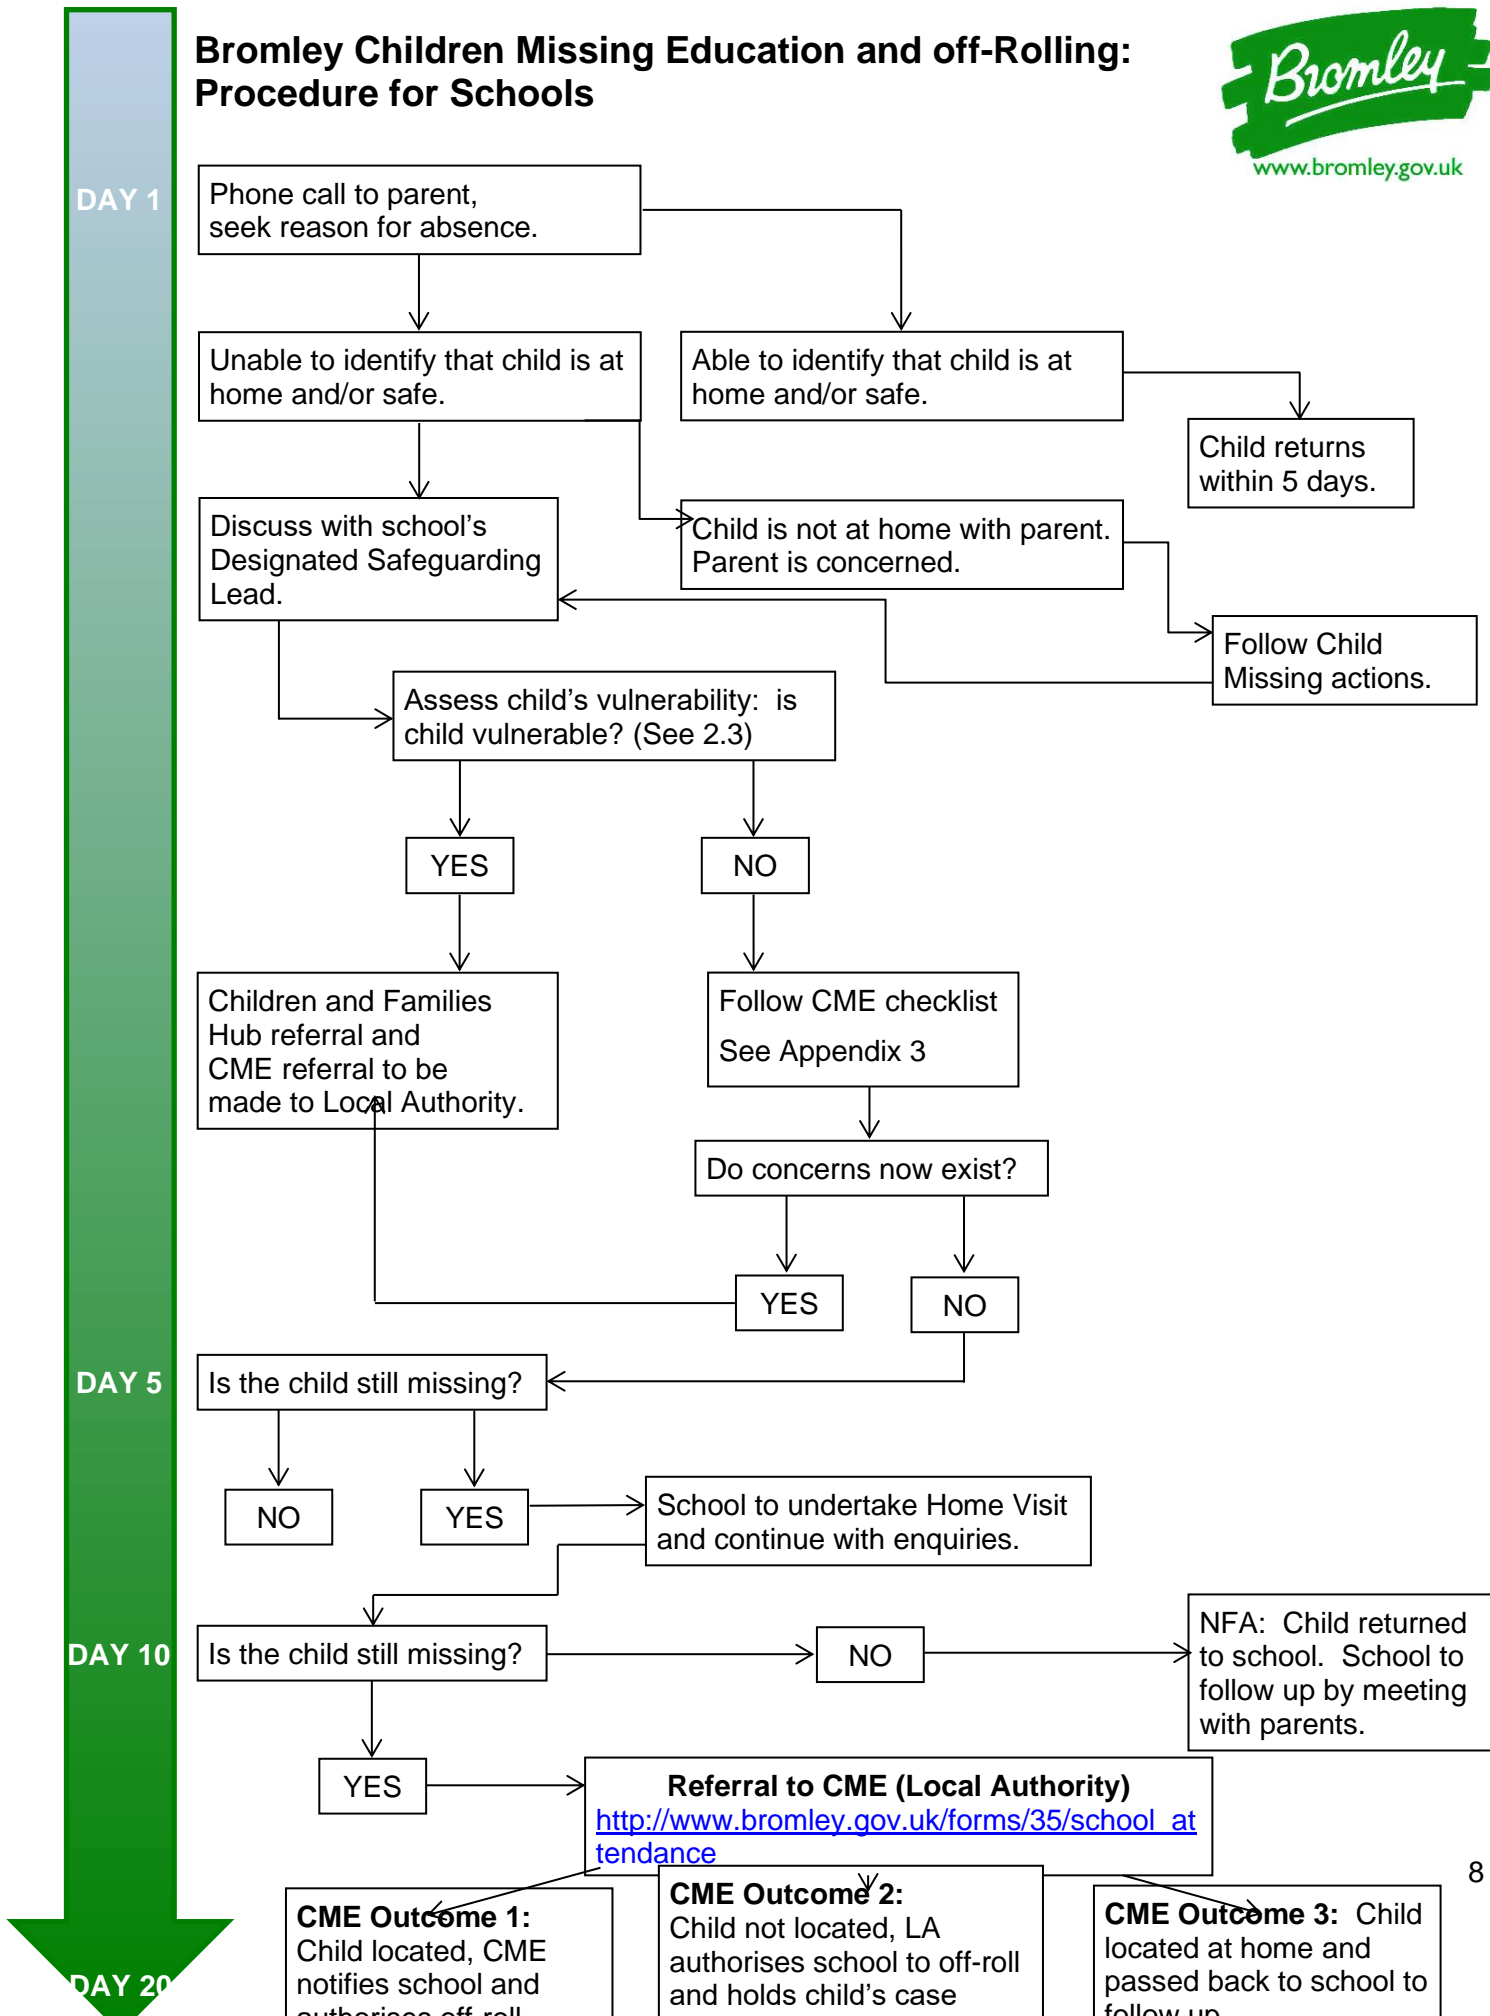 Bromley Children Missing Education and off-Rolling:
Procedure for Schools
Bromley
www.bromley.gov.uk
DAY 1
Phone call to parent,
seek reason for absence.
Unable to identify that child is at
home and/or safe.
Able to identify that child is at
home and/or safe.
Child returns
within 5 days.
Discuss with school’s
Designated Safeguarding
Lead.
Child is not at home with parent.
Parent is concerned.
Follow Child
Missing actions.
Assess child’s vulnerability:  is
child vulnerable? (See 2.3)
YES
NO
Children and Families
Hub referral and
CME referral to be
made to Local Authority.
Follow CME checklist
See Appendix 3
Do concerns now exist?
YES
NO
DAY 5
Is the child still missing?
NO
YES
School to undertake Home Visit
and continue with enquiries.
DAY 10
Is the child still missing?
NO
NFA:  Child returned
to school.  School to
follow up by meeting
with parents.
YES
Referral to CME (Local Authority)
http://www.bromley.gov.uk/forms/35/school_at
tendance
8
DAY 20
CME Outcome 1:
Child located, CME
notifies school and
authorises off-roll
CME Outcome 2:
Child not located, LA
authorises school to off-roll
and holds child’s case
CME Outcome 3:  Child
located at home and
passed back to school to
follow up